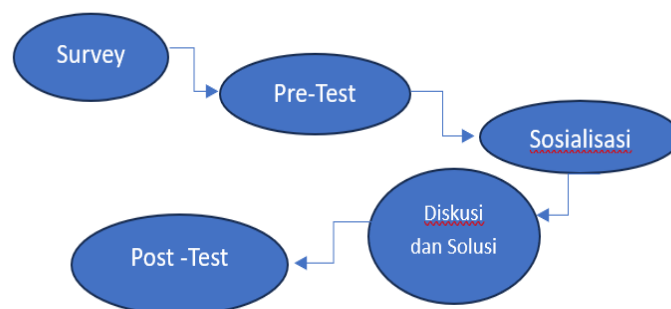 Survey
Pre-Test
Sosialisasi
Diskusi
dan Solusi
Post -Test